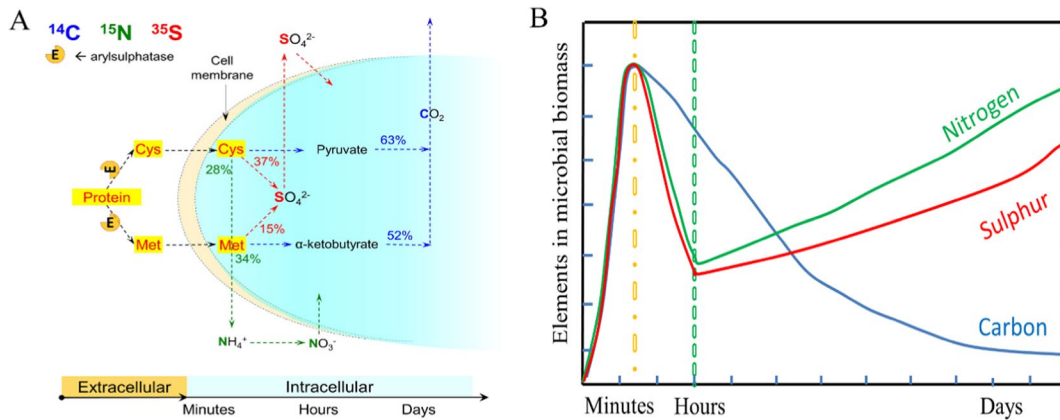 A
¹⁴C ¹⁵N ³⁵S
E ← arylsulphatase
Cell
membrane
SO₄²⁻
CO₂
Cys
Cys
Pyruvate
63%
28%
37%
E
Protein
SO₄²⁻
E
15%
Met
Met
α-ketobutyrate
52%
34%
NH₄⁺
NO₃⁻
Extracellular
Intracellular
Minutes
Hours
Days
B
Elements in microbial biomass
Nitrogen
Sulphur
Carbon
Minutes
Hours
Days